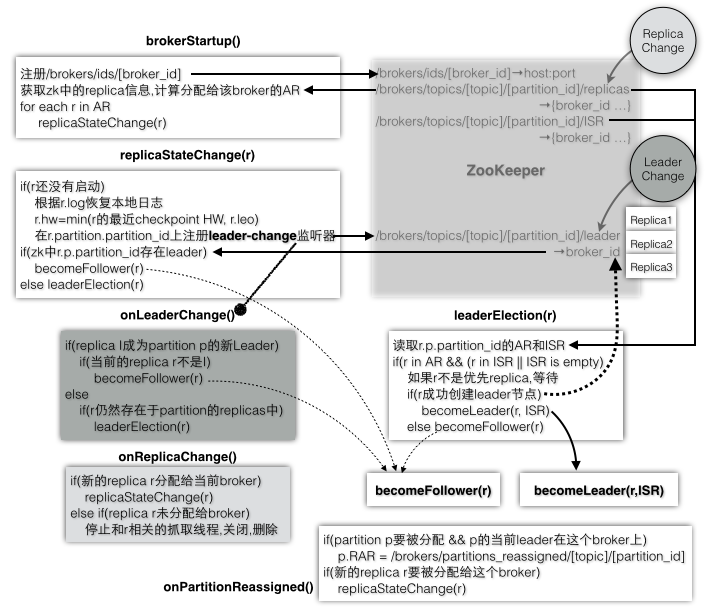 brokerStartup()
注册/brokers/ids/[broker_id]
获取zk中的replica信息,计算分配给该broker的AR
for each r in AR
replicaStateChange(r)
Replica
Change
/brokers/ids/[broker_id]→host:port
/brokers/topics/[topic]/[partition_id]/replicas
→{broker_id ...}
/brokers/topics/[topic]/[partition_id]/ISR
→{broker_id ...}
ZooKeeper
Leader
Change
/brokers/topics/[topic]/[partition_id]/leader
→broker_id
Replica1
Replica2
Replica3
replicaStateChange(r)
if(r还没有启动)
根据r.log恢复本地日志
r.hw=min(r的最近checkpoint HW, r.leo)
在r.partition.partition_id上注册leader-change监听器
if(zk中r.p.partition_id存在leader)
becomeFollower(r)
else leaderElection(r)
onLeaderChange()
if(replica l成为partition p的新Leader)
if(当前的replica r不是l)
becomeFollower(r)
else
if(r仍然存在于partition的replicas中)
leaderElection(r)
leaderElection(r)
读取r.p.partition_id的AR和ISR
if(r in AR && (r in ISR || ISR is empty)
如果r不是优先replica,等待
if(r成功创建leader节点)
becomeLeader(r, ISR)
else becomeFollower(r)
onReplicaChange()
if(新的replica r分配给当前broker)
replicaStateChange(r)
else if(replica r未分配给broker)
停止和r相关的抓取线程,关闭,删除
becomeFollower(r)
becomeLeader(r,ISR)
if(partition p要被分配 && p的当前leader在这个broker上)
p.RAR = /brokers/partitions_reassigned/[topic]/[partition_id]
if(新的replica r要被分配给这个broker)
replicaStateChange(r)
onPartitionReassigned()